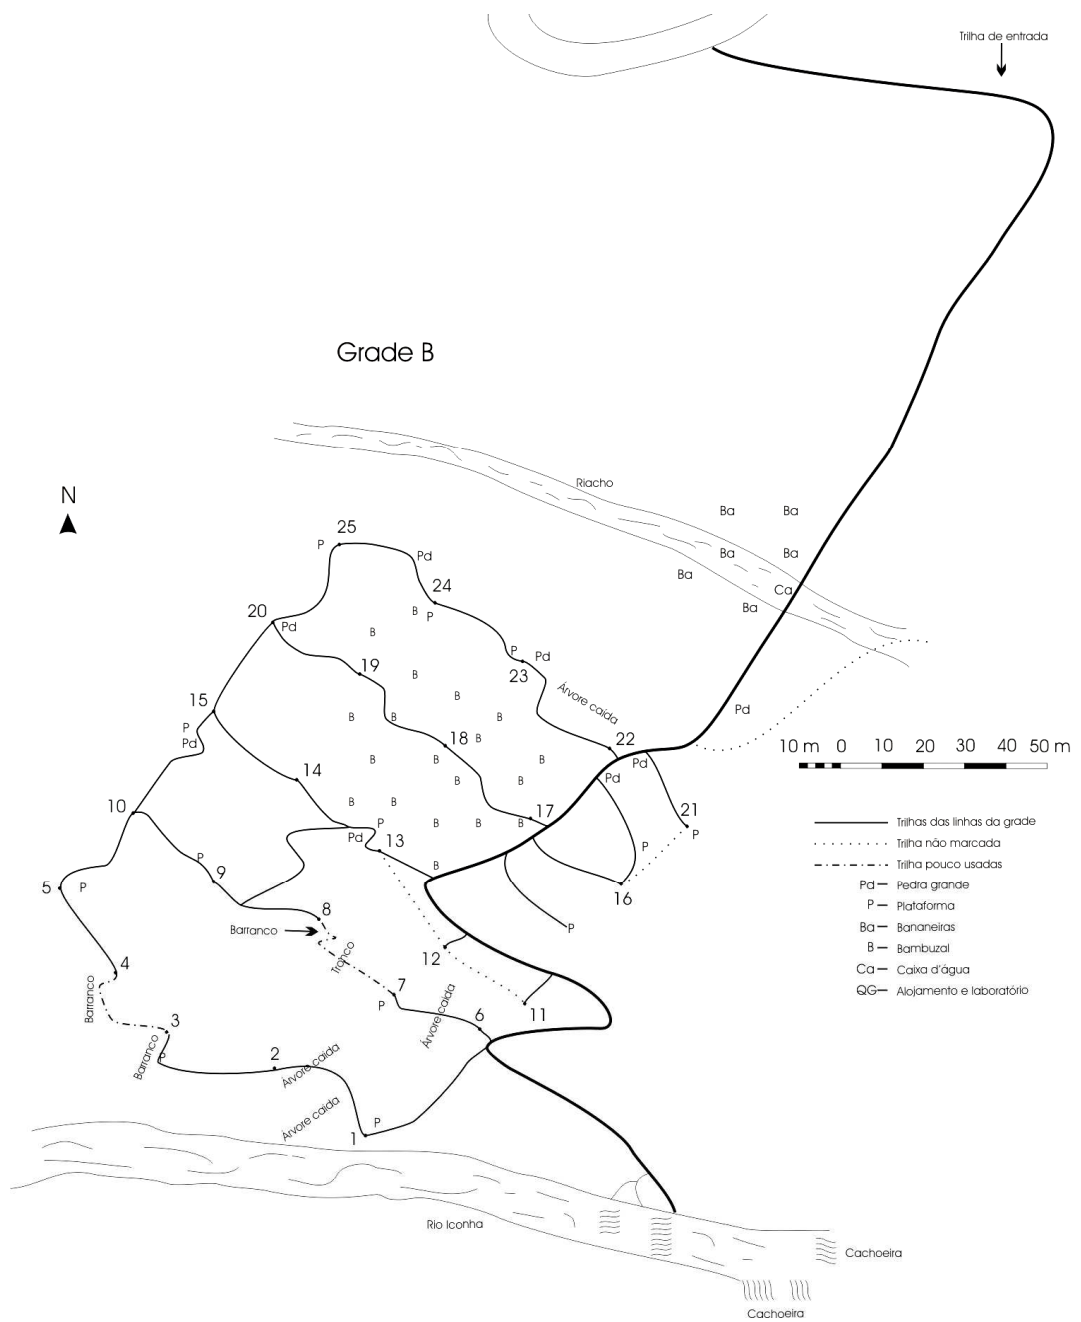 Trilha de entrada
Grade B
Riacho
Ba Ba
N
25
P
Pd
Ba Ba
Ba
24
Ca
B
P
Ba
20
Pd
B
P
Pd
19
23
B
Árvore caída
B
15
P
B B
B
Pd
Pd
18
B
22
10 m 0 10 20 30 40 50 m
14
B B
B
Pd
Pd
B
B
10
B B
17
21
Trilhas das linhas da grade
P
B B B
P
Pd
13
Trilha não marcada
P
P
B
Trilha pouco usadas
9
Pd – Pedra grande
5
P
16
P – Plataforma
8
Ba – Bananeiras
Barranco
P
B – Bambuzal
Tronco
12
4
Ca – Caixa d'água
Barranco
7
QG – Alojamento e laboratório
P
Árvore caída
11
3
6
Barranco
P
2
Árvore caída
Árvore caída
P
1
Rio Iconha
Cachoeira
Cachoeira